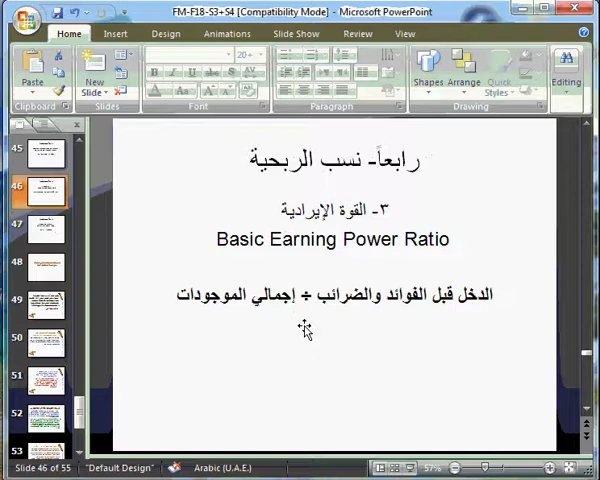 FM-F18-S3+S4 [Compatibility Mode] - Microsoft PowerPoint
Home Insert Design Animations Slide Show Review View
Paste New Slide 20 Shapes Arrange Quick Styles Editing
B I U S
Clipboard Slides Font Paragraph Drawing
رابعاً- نسب الربحية
٣- القوة الإيرادية
Basic Earning Power Ratio
الدخل قبل الفوائد والضرائب ÷ إجمالي الموجودات
45
46
47
48
49
50
51
52
53
Slide 46 of 55 "Default Design" Arabic (U.A.E.) 57%